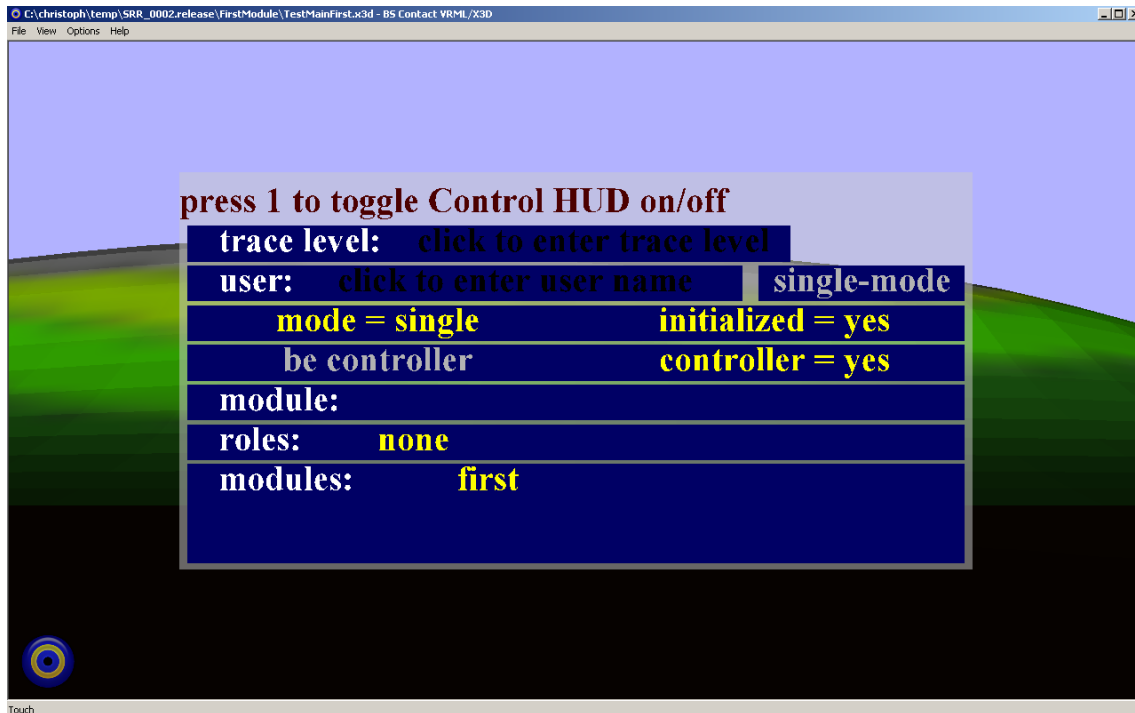 C:\christoph\temp\SRR_0002.release\FirstModule\TestMainFirst.x3d - BS Contact VRML/X3D
File View Options Help
press 1 to toggle Control HUD on/off
trace level: click to enter trace level
user: click to enter user name single-mode
mode = single initialized = yes
be controller controller = yes
module:
roles: none
modules: first
Touch